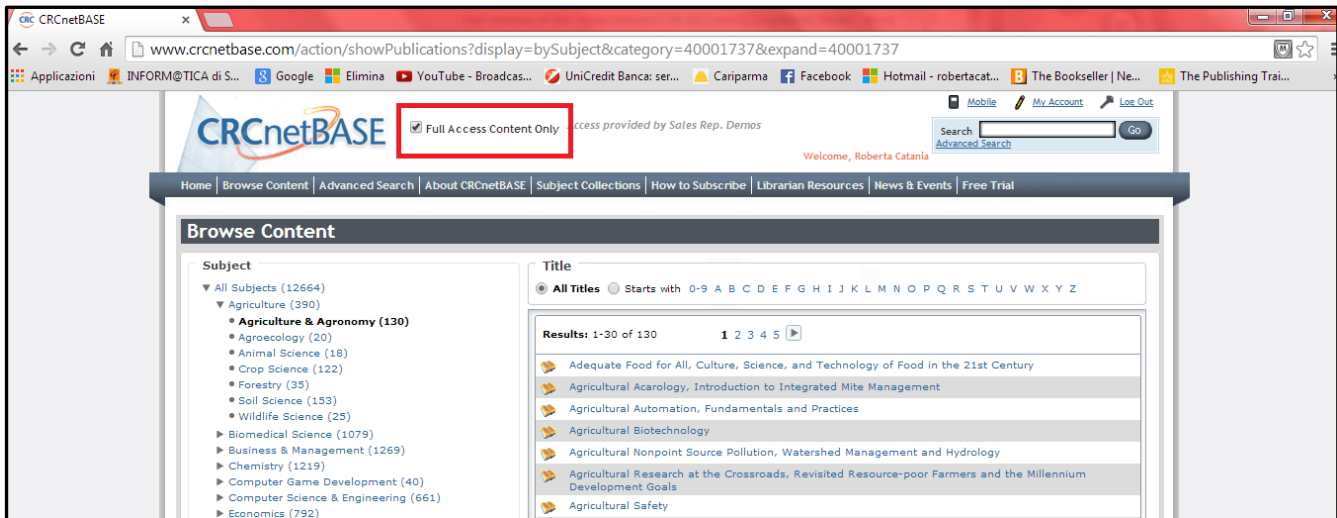 CRC CRCnetBASE
www.crcnetbase.com/action/showPublications?display=bySubject&category=40001737&expand=40001737
Applicazioni INFORM@TICA di S... Google Elimina YouTube - Broadcas... UniCredit Banca: ser... Cariparma Facebook Hotmail - robertacat... The Bookseller | Ne... The Publishing Trai...
Mobile My Account Log Out
CRCnetBASE
Full Access Content Only
ccess provided by Sales Rep. Demos
Search Go
Advanced Search
Welcome, Roberta Catania
Home | Browse Content | Advanced Search | About CRCnetBASE | Subject Collections | How to Subscribe | Librarian Resources | News & Events | Free Trial
Browse Content
Subject
All Subjects (12664)
Agriculture (390)
Agriculture & Agronomy (130)
Agroecology (20)
Animal Science (18)
Crop Science (122)
Forestry (35)
Soil Science (153)
Wildlife Science (25)
Biomedical Science (1079)
Business & Management (1269)
Chemistry (1219)
Computer Game Development (40)
Computer Science & Engineering (661)
Economics (792)
Title
All Titles Starts with 0-9 A B C D E F G H I J K L M N O P Q R S T U V W X Y Z
Results: 1-30 of 130 1 2 3 4 5
Adequate Food for All, Culture, Science, and Technology of Food in the 21st Century
Agricultural Acarology, Introduction to Integrated Mite Management
Agricultural Automation, Fundamentals and Practices
Agricultural Biotechnology
Agricultural Nonpoint Source Pollution, Watershed Management and Hydrology
Agricultural Research at the Crossroads, Revisited Resource-poor Farmers and the Millennium
Development Goals
Agricultural Safety